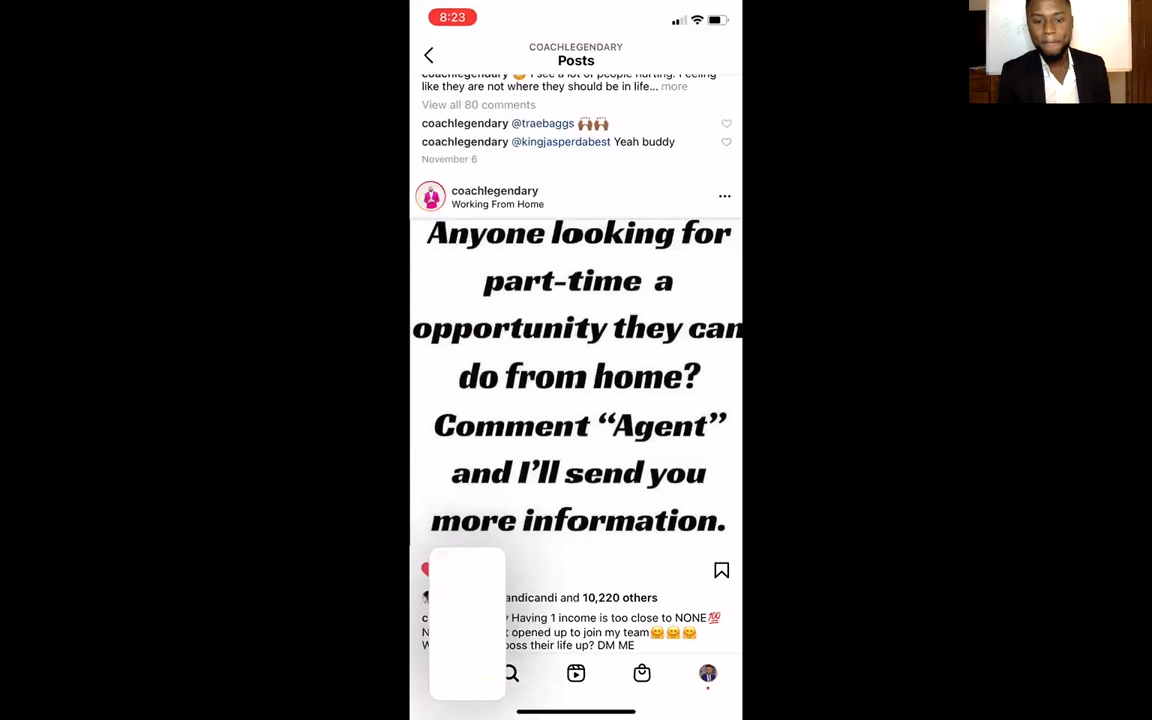 8:23
COACHLEGENDARY
Posts
coachlegendary I see a lot of people hurting. Feeling
like they are not where they should be in life... more
View all 80 comments
coachlegendary @traebaggs
coachlegendary @kingjasperdabest Yeah buddy
November 6
coachlegendary
Working From Home
Anyone looking for
part-time a
opportunity they can
do from home?
Comment “Agent”
and I’ll send you
more information.
andicandi and 10,220 others
Having 1 income is too close to NONE💯
opened up to join my team🤗🤗🤗
boss their life up? DM ME